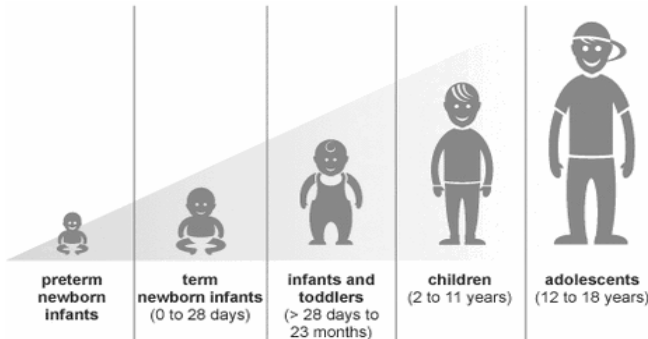 preterm
newborn
infants
term
newborn infants
(0 to 28 days)
infants and
toddlers
(> 28 days to
23 months)
children
(2 to 11 years)
adolescents
(12 to 18 years)